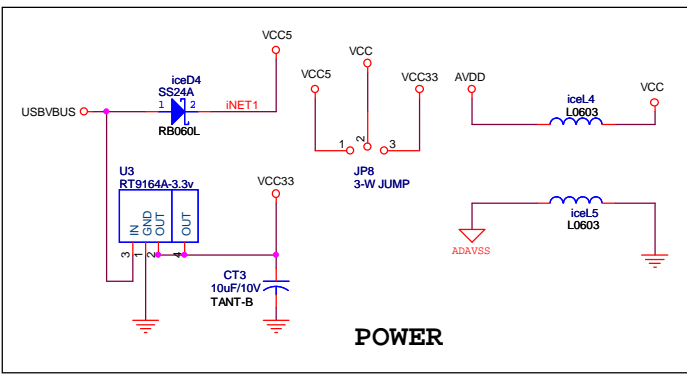 VCC5
iceD4
SS24A
USBVBUS
1
2
iNET1
RB060L
VCC
VCC5
VCC33
1
2
3
JP8
3-W JUMP
AVDD
VCC
iceL4
L0603
iceL5
L0603
ADAVSS
U3
RT9164A-3.3v
IN
GND
OUT
OUT
3
1
2
4
VCC33
CT3
10uF/10V
TANT-B
POWER